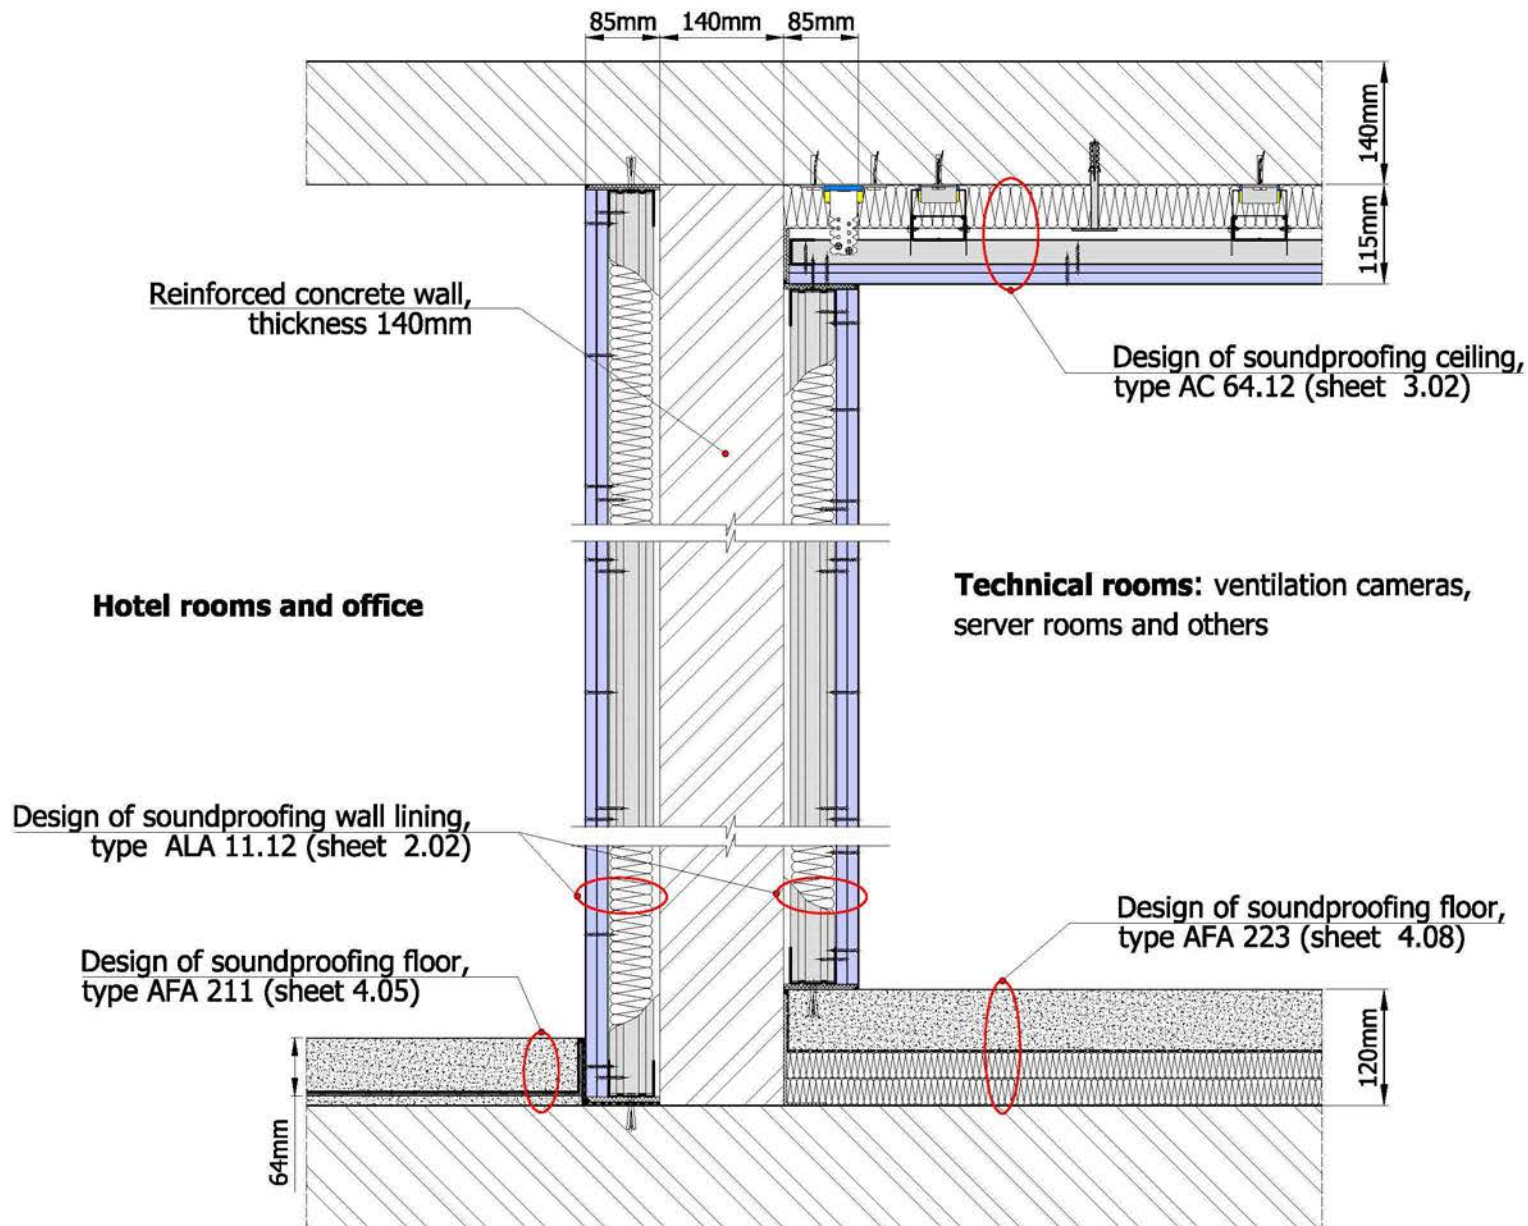 85mm 140mm 85mm
140mm
115mm
Reinforced concrete wall,
thickness 140mm
Design of soundproofing ceiling,
type AC 64.12 (sheet 3.02)
Hotel rooms and office
Technical rooms: ventilation cameras,
server rooms and others
Design of soundproofing wall lining,
type ALA 11.12 (sheet 2.02)
Design of soundproofing floor,
type AFA 223 (sheet 4.08)
Design of soundproofing floor,
type AFA 211 (sheet 4.05)
120mm
64mm